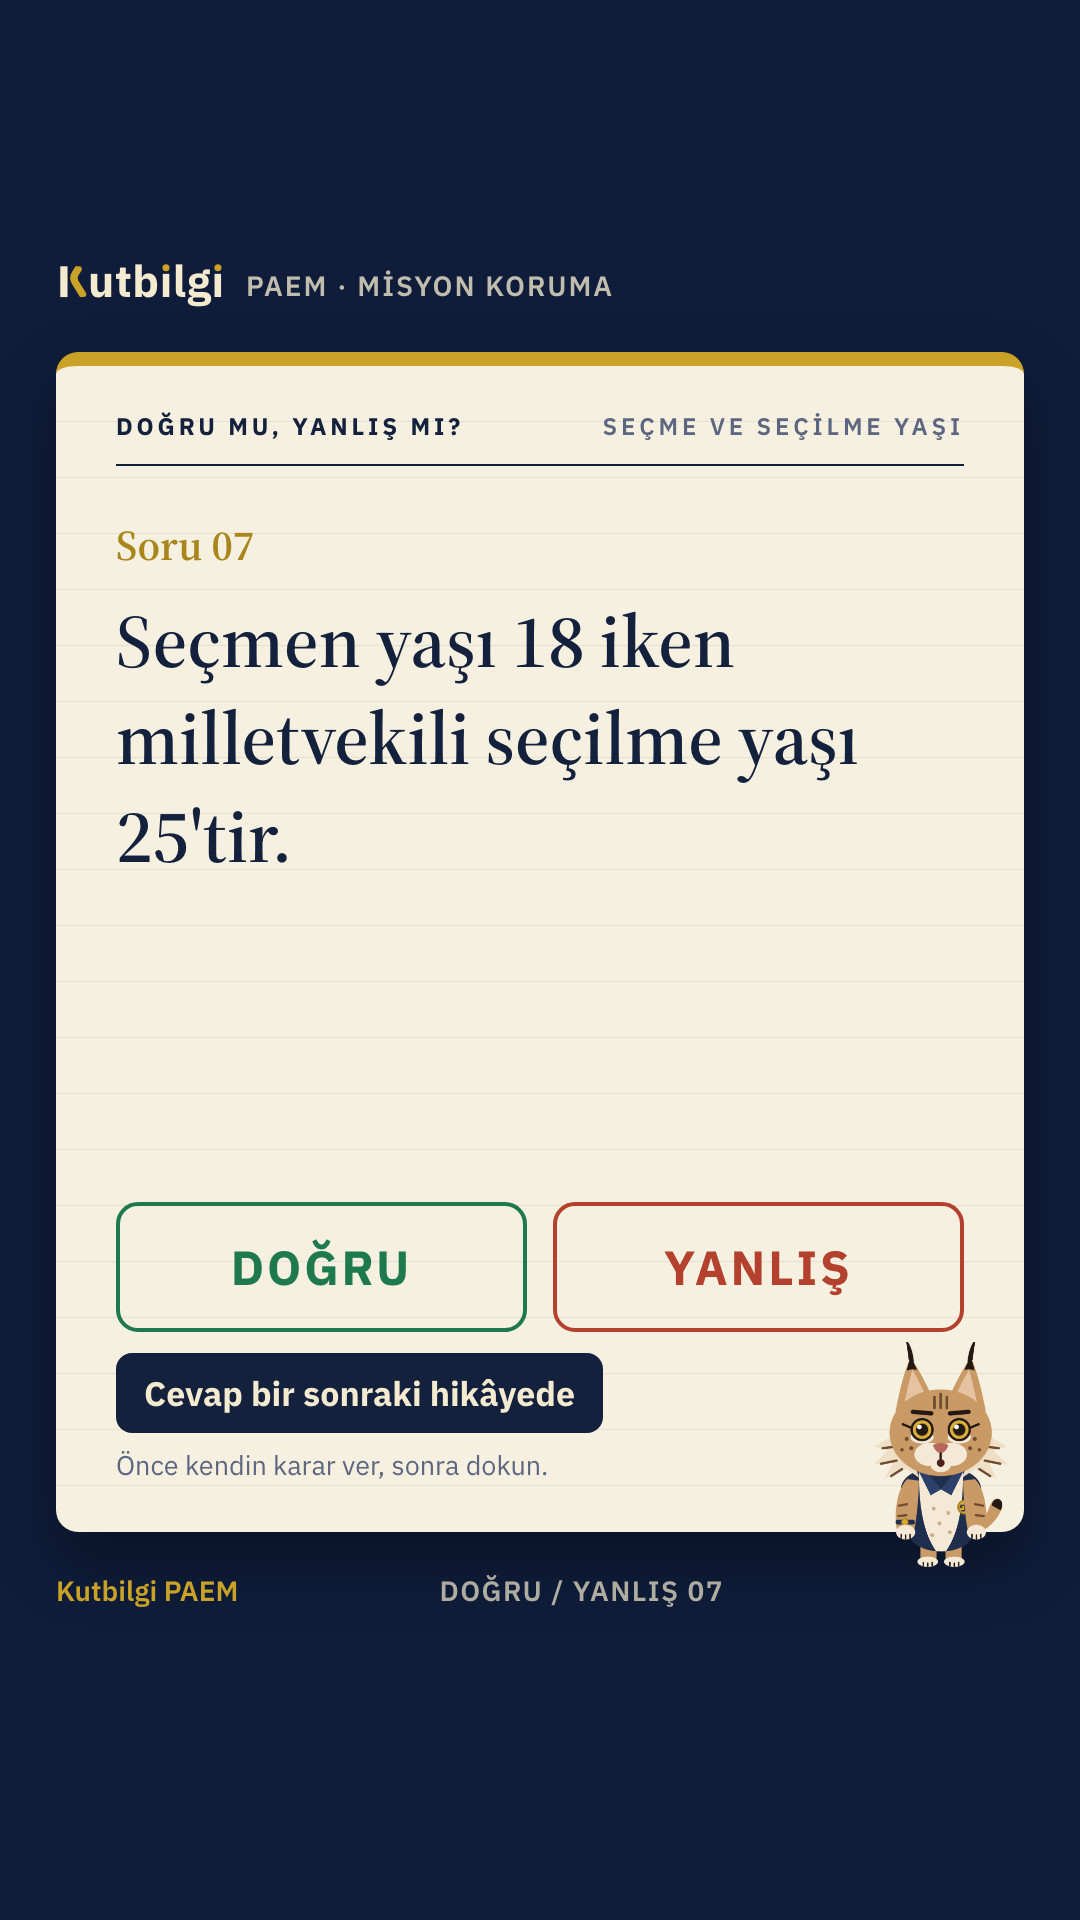 Kutbilgi PAEM · MİSYON KORUMA
DOĞRU MU, YANLIŞ MI? SEÇME VE SEÇİLME YAŞI
Soru 07
Seçmen yaşı 18 iken
milletvekili seçilme yaşı
25'tir.
DOĞRU YANLIŞ
Cevap bir sonraki hikâyede
Önce kendin karar ver, sonra dokun.
Kutbilgi PAEM DOĞRU / YANLIŞ 07